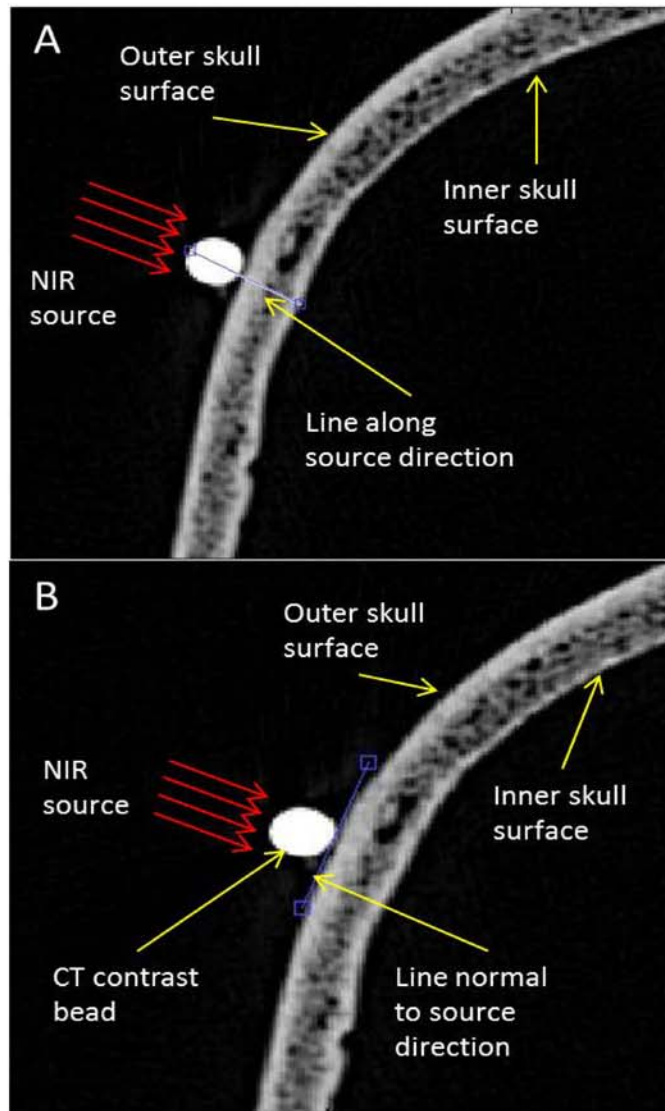 A
Outer skull
surface
Inner skull
surface
NIR
source
Line along
source direction
B
Outer skull
surface
NIR
source
Inner skull
surface
CT contrast
bead
Line normal
to source
direction